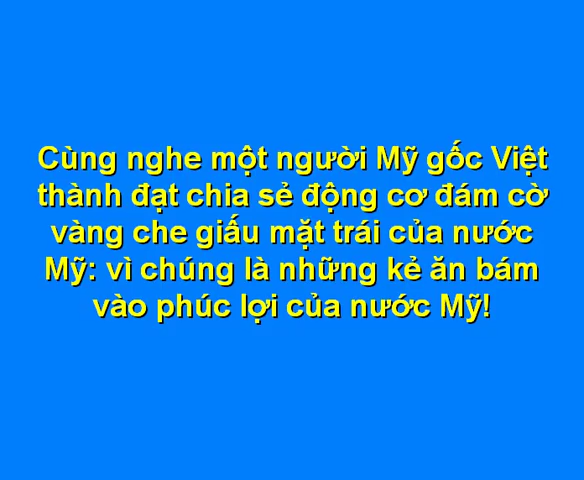 Cùng nghe một người Mỹ gốc Việt
thành đạt chia sẻ động cơ đám cờ
vàng che giấu mặt trái của nước
Mỹ: vì chúng là những kẻ ăn bám
vào phúc lợi của nước Mỹ!